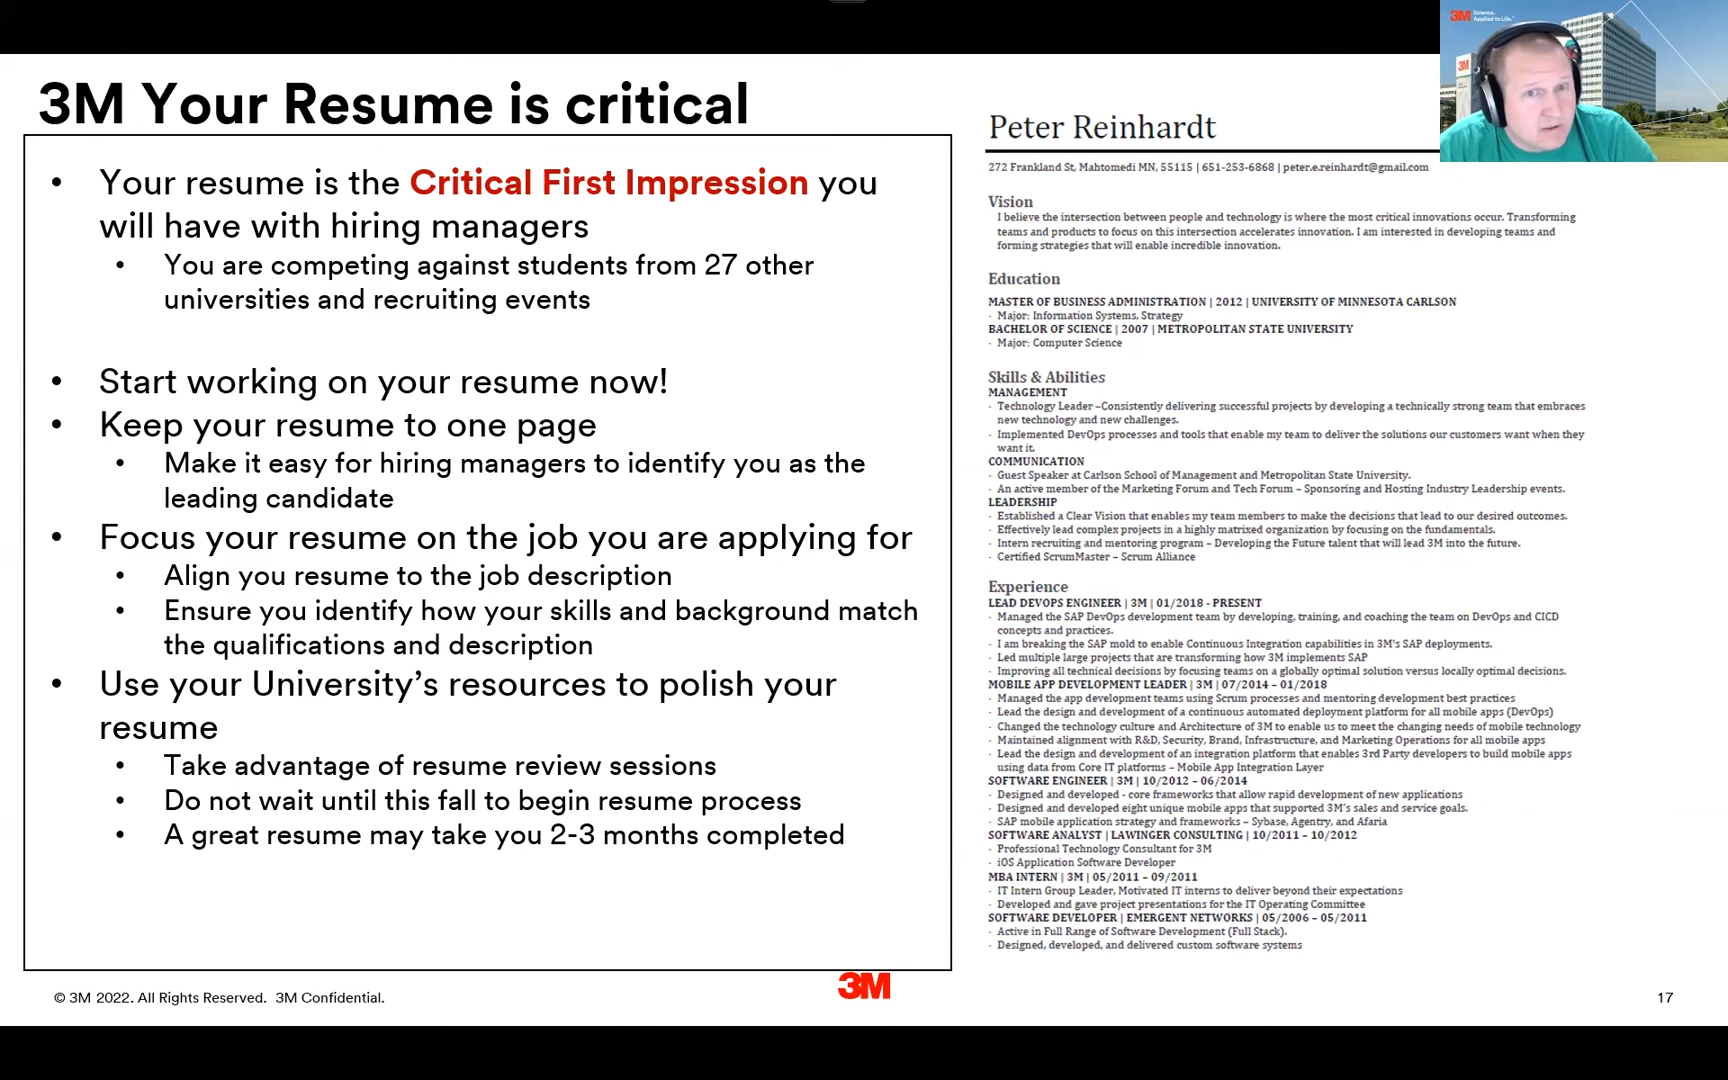 3M Your Resume is critical
• Your resume is the Critical First Impression you
will have with hiring managers
• You are competing against students from 27 other
universities and recruiting events
• Start working on your resume now!
• Keep your resume to one page
• Make it easy for hiring managers to identify you as the
leading candidate
• Focus your resume on the job you are applying for
• Align you resume to the job description
• Ensure you identify how your skills and background match
the qualifications and description
• Use your University’s resources to polish your
resume
• Take advantage of resume review sessions
• Do not wait until this fall to begin resume process
• A great resume may take you 2-3 months completed
© 3M 2022. All Rights Reserved. 3M Confidential.
3M
17
Peter Reinhardt
272 Frankland St, Mahtomedi MN, 55115 | 651-253-6868 | peter.e.reinhardt@gmail.com
Vision
I believe the intersection between people and technology is where the most critical innovations occur. Transforming
teams and products to focus on this intersection accelerates innovation. I am interested in developing teams and
forming strategies that will enable incredible innovation.
Education
MASTER OF BUSINESS ADMINISTRATION | 2012 | UNIVERSITY OF MINNESOTA CARLSON
· Major: Information Systems, Strategy
BACHELOR OF SCIENCE | 2007 | METROPOLITAN STATE UNIVERSITY
· Major: Computer Science
Skills & Abilities
MANAGEMENT
· Technology Leader –Consistently delivering successful projects by developing a technically strong team that embraces
new technology and new challenges.
· Implemented DevOps processes and tools that enable my team to deliver the solutions our customers want when they
want it.
COMMUNICATION
· Guest Speaker at Carlson School of Management and Metropolitan State University.
· An active member of the Marketing Forum and Tech Forum – Sponsoring and Hosting Industry Leadership events.
LEADERSHIP
· Established a Clear Vision that enables my team members to make the decisions that lead to our desired outcomes.
· Effectively lead complex projects in a highly matrixed organization by focusing on the fundamentals.
· Intern recruiting and mentoring program – Developing the Future talent that will lead 3M into the future.
· Certified ScrumMaster – Scrum Alliance
Experience
LEAD DEVOPS ENGINEER | 3M | 01/2018 - PRESENT
· Managed the SAP DevOps development team by developing, training, and coaching the team on DevOps and CICD
concepts and practices.
· I am breaking the SAP mold to enable Continuous Integration capabilities in 3M's SAP deployments.
· Led multiple large projects that are transforming how 3M implements SAP
· Improving all technical decisions by focusing teams on a globally optimal solution versus locally optimal decisions.
MOBILE APP DEVELOPMENT LEADER | 3M | 07/2014 – 01/2018
· Managed the app development teams using Scrum processes and mentoring development best practices
· Lead the design and development of a continuous automated deployment platform for all mobile apps (DevOps)
· Changed the technology culture and Architecture of 3M to enable us to meet the changing needs of mobile technology
· Maintained alignment with R&D, Security, Brand, Infrastructure, and Marketing Operations for all mobile apps
· Lead the design and development of an integration platform that enables 3rd Party developers to build mobile apps
using data from Core IT platforms – Mobile App Integration Layer
SOFTWARE ENGINEER | 3M | 10/2012 – 06/2014
· Designed and developed - core frameworks that allow rapid development of new applications
· Designed and developed eight unique mobile apps that supported 3M's sales and service goals.
· SAP mobile application strategy and frameworks – Sybase, Agentry, and Afaria
SOFTWARE ANALYST | LAWINGER CONSULTING | 10/2011 – 10/2012
· Professional Technology Consultant for 3M
· iOS Application Software Developer
MBA INTERN | 3M | 05/2011 – 09/2011
· IT Intern Group Leader, Motivated IT interns to deliver beyond their expectations
· Developed and gave project presentations for the IT Operating Committee
SOFTWARE DEVELOPER | EMERGENT NETWORKS | 05/2006 – 05/2011
· Active in Full Range of Software Development (Full Stack).
· Designed, developed, and delivered custom software systems
3M Science.
Applied to Life.™
3M
3M